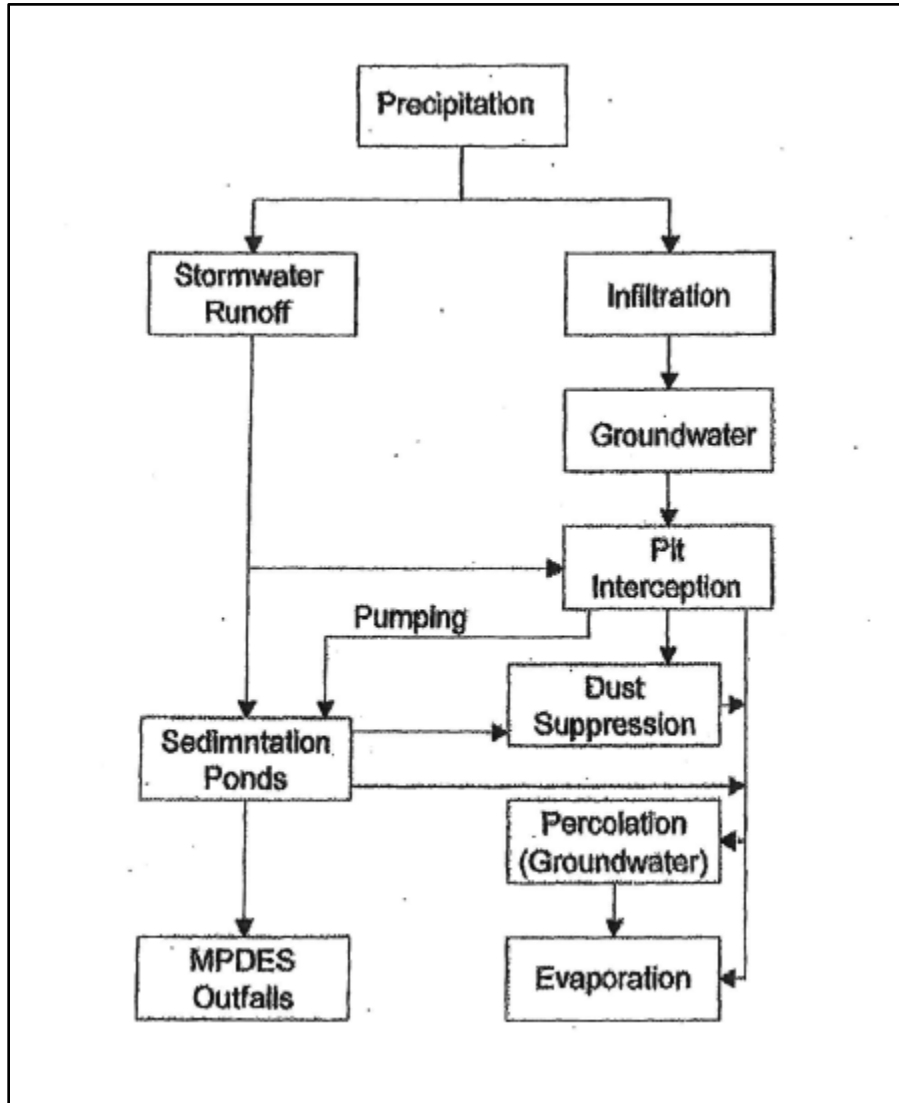 Precipitation
Stormwater
Runoff
Infiltration
Groundwater
Pit
Interception
Pumping
Dust
Suppression
Sedimntation
Ponds
Percolation
(Groundwater)
MPDES
Outfalls
Evaporation